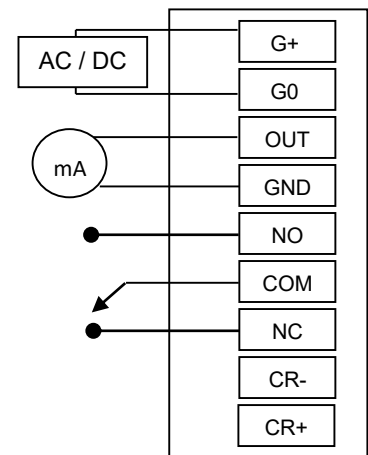 AC / DC
mA
G+
G0
OUT
GND
NO
COM
NC
CR-
CR+